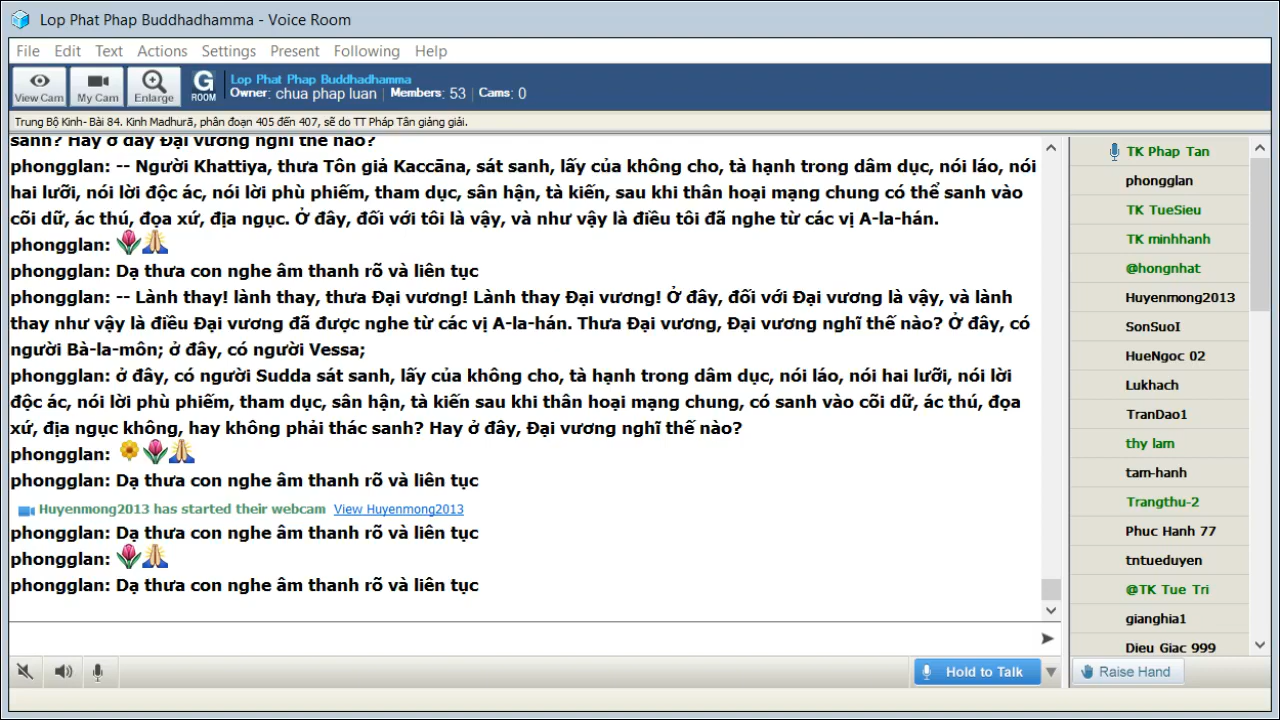 Lop Phat Phap Buddhadhamma - Voice Room
File Edit Text Actions Settings Present Following Help
View Cam My Cam Enlarge G ROOM
Lop Phat Phap Buddhadhamma
Owner: chua phap luan | Members: 53 | Cams: 0
Trung Bộ Kinh- Bài 84. Kinh Madhurā, phân đoạn 405 đến 407, sẽ do TT Pháp Tân giảng giải.
sanh? Hay ở đây Đại vương nghĩ thế nào?
phongglan: -- Người Khattiya, thưa Tôn giả Kaccāna, sát sanh, lấy của không cho, tà hạnh trong dâm dục, nói láo, nói
hai lưỡi, nói lời độc ác, nói lời phù phiếm, tham dục, sân hận, tà kiến, sau khi thân hoại mạng chung có thể sanh vào
cõi dữ, ác thú, đọa xứ, địa ngục. Ở đây, đối với tôi là vậy, và như vậy là điều tôi đã nghe từ các vị A-la-hán.
phongglan:
phongglan: Dạ thưa con nghe âm thanh rõ và liên tục
phongglan: -- Lành thay! lành thay, thưa Đại vương! Lành thay Đại vương! Ở đây, đối với Đại vương là vậy, và lành
thay như vậy là điều Đại vương đã được nghe từ các vị A-la-hán. Thưa Đại vương, Đại vương nghĩ thế nào? Ở đây, có
người Bà-la-môn; ở đây, có người Vessa;
phongglan: ở đây, có người Sudda sát sanh, lấy của không cho, tà hạnh trong dâm dục, nói láo, nói hai lưỡi, nói lời
độc ác, nói lời phù phiếm, tham dục, sân hận, tà kiến sau khi thân hoại mạng chung, có sanh vào cõi dữ, ác thú, đọa
xứ, địa ngục không, hay không phải thác sanh? Hay ở đây, Đại vương nghĩ thế nào?
phongglan:
phongglan: Dạ thưa con nghe âm thanh rõ và liên tục
Huyenmong2013 has started their webcam View Huyenmong2013
phongglan: Dạ thưa con nghe âm thanh rõ và liên tục
phongglan:
phongglan: Dạ thưa con nghe âm thanh rõ và liên tục
TK Phap Tan
phongglan
TK TueSieu
TK minhhanh
@hongnhat
Huyenmong2013
SonSuoI
HueNgoc 02
Lukhach
TranDao1
thy lam
tam-hanh
Trangthu-2
Phuc Hanh 77
tntueduyen
@TK Tue Tri
gianghia1
Dieu Giac 999
Hold to Talk
Raise Hand